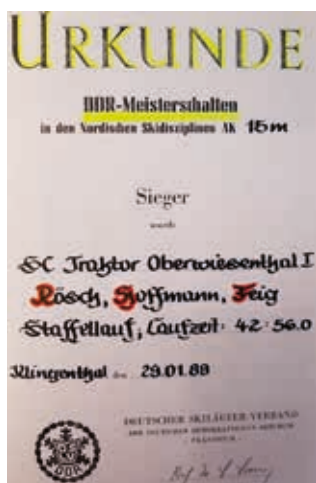 URKUNDE
DDR-Meisterschaften
in den Nordischen Skidisziplinen AK 15m
Sieger
wurde
SC Traktor Oberwiesenthal I
Rösch, Hoffmann, Feig
Staffellauf, Laufzeit: 42:56.0
Klingenthal den 29.01.89
DEUTSCHER SKILÄUFER-VERBAND
DER DEUTSCHEN DEMOKRATISCHEN REPUBLIK
PRÄSIDIUM
DDR